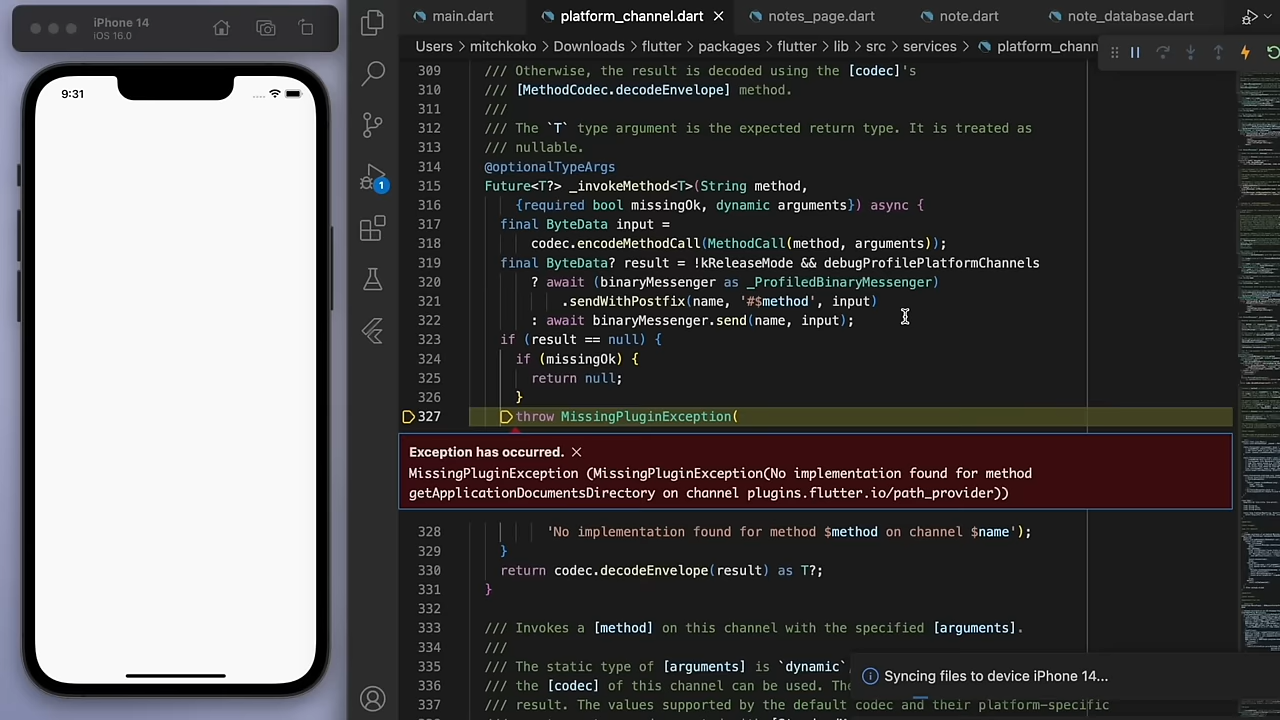 iPhone 14
iOS 16.0
9:31
1
main.dart
platform_channel.dart
notes_page.dart
note.dart
note_database.dart
Users > mitchkoko > Downloads > flutter > packages > flutter > lib > src > services > platform_chann
309 /// Otherwise, the result is decoded using the [codec]'s
310 /// [MethodCodec.decodeEnvelope] method.
311 ///
312 /// The type argument is the expected return type. It is treated as
313 /// nullable.
314 @optionalTypeArgs
315 Future _invokeMethod<T>(String method,
316 {required bool missingOk, dynamic arguments}) async {
317 final ByteData input =
318 codec.encodeMethodCall(MethodCall(method, arguments));
319 final ByteData? result = !kReleaseMode && debugProfilePlatformChannels
320 await (binaryMessenger as _ProfiledBinaryMessenger)
321 .sendWithPostfix(name, '#$method', input)
322 await binaryMessenger.send(name, input);
323 if (result == null) {
324 if (missingOk) {
325 return null;
326 }
327 throw MissingPluginException(
Exception has occurred.
MissingPluginException (MissingPluginException(No implementation found for method
getApplicationDocumentsDirectory on channel plugins.flutter.io/path_provider))
328 'No implementation found for method $method on channel $name');
329 }
330 return codec.decodeEnvelope(result) as T?;
331 }
332
333 /// Invokes [method] on this channel with the specified [arguments].
334 ///
335 /// The static type of [arguments] is `dynamic`
336 /// the [codec] of this channel can be used. The
337 /// result. The values supported by the default codec and their platform-specific
Syncing files to device iPhone 14...